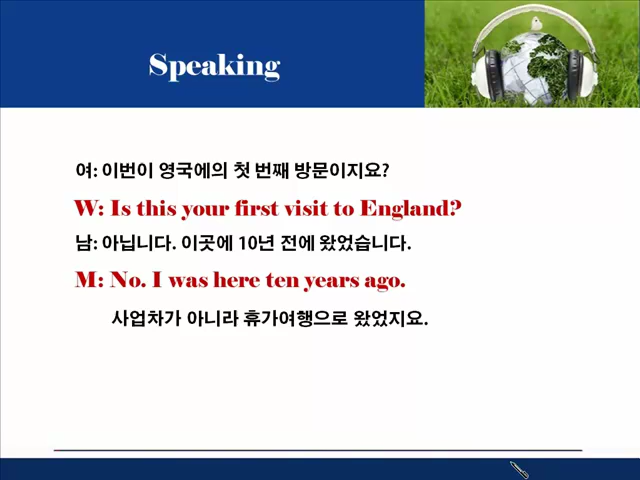 Speaking
여: 이번이 영국에의 첫 번째 방문이지요?
W: Is this your first visit to England?
남: 아닙니다. 이곳에 10년 전에 왔었습니다.
M: No. I was here ten years ago.
사업차가 아니라 휴가여행으로 왔었지요.